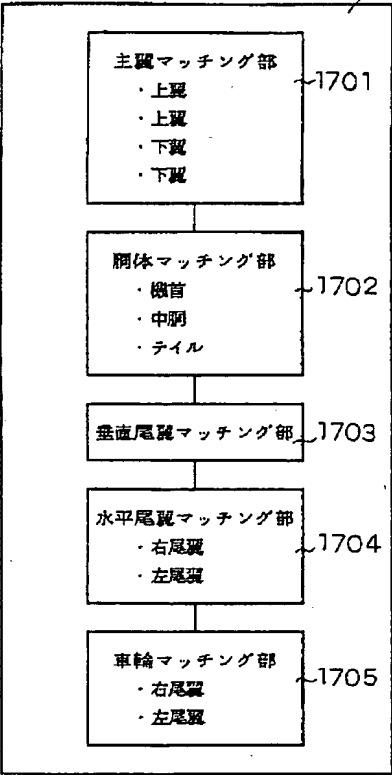 主翼マッチング部
・上翼
・上翼
・下翼
・下翼
1701
胴体マッチング部
・機首
・中胴
・テイル
1702
垂直尾翼マッチング部
1703
水平尾翼マッチング部
・右尾翼
・左尾翼
1704
車輪マッチング部
・右尾翼
・左尾翼
1705